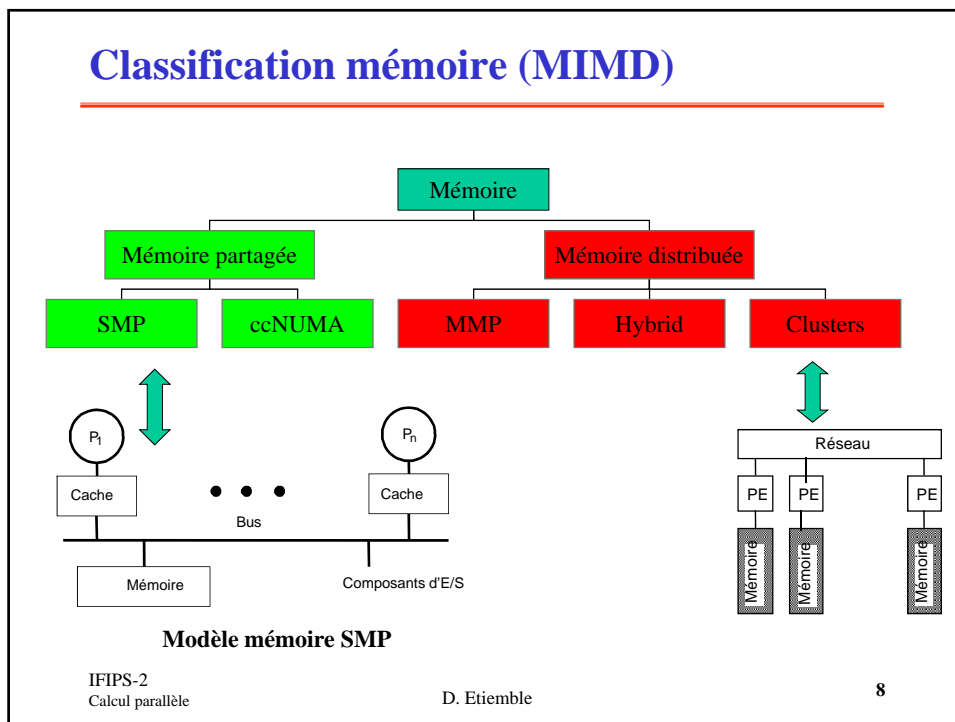 Classification mémoire (MIMD)
Mémoire
Mémoire partagée
Mémoire distribuée
SMP
ccNUMA
MMP
Hybrid
Clusters
P1
Pn
Réseau
Cache
Cache
PE
PE
PE
Bus
Mémoire
Mémoire
Mémoire
Mémoire
Composants d'E/S
Modèle mémoire SMP
IFIPS-2
Calcul parallèle
D. Etiemble
8